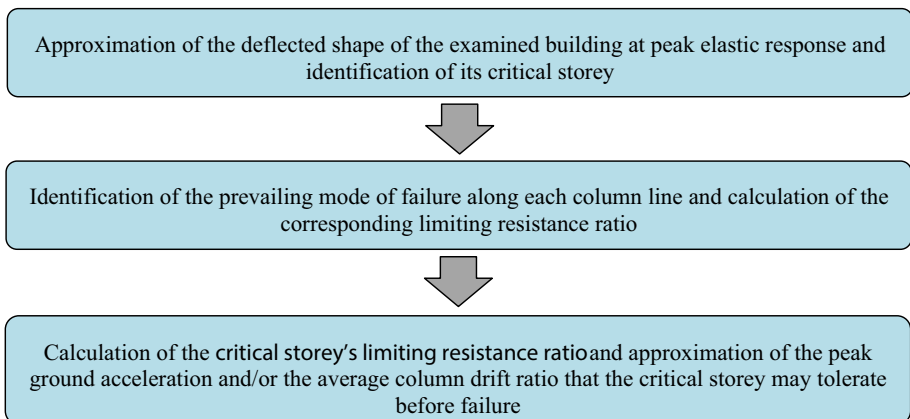 Approximation of the deflected shape of the examined building at peak elastic response and
identification of its critical storey
Identification of the prevailing mode of failure along each column line and calculation of the
corresponding limiting resistance ratio
Calculation of the critical storey's limiting resistance ratio and approximation of the peak
ground acceleration and/or the average column drift ratio that the critical storey may tolerate
before failure